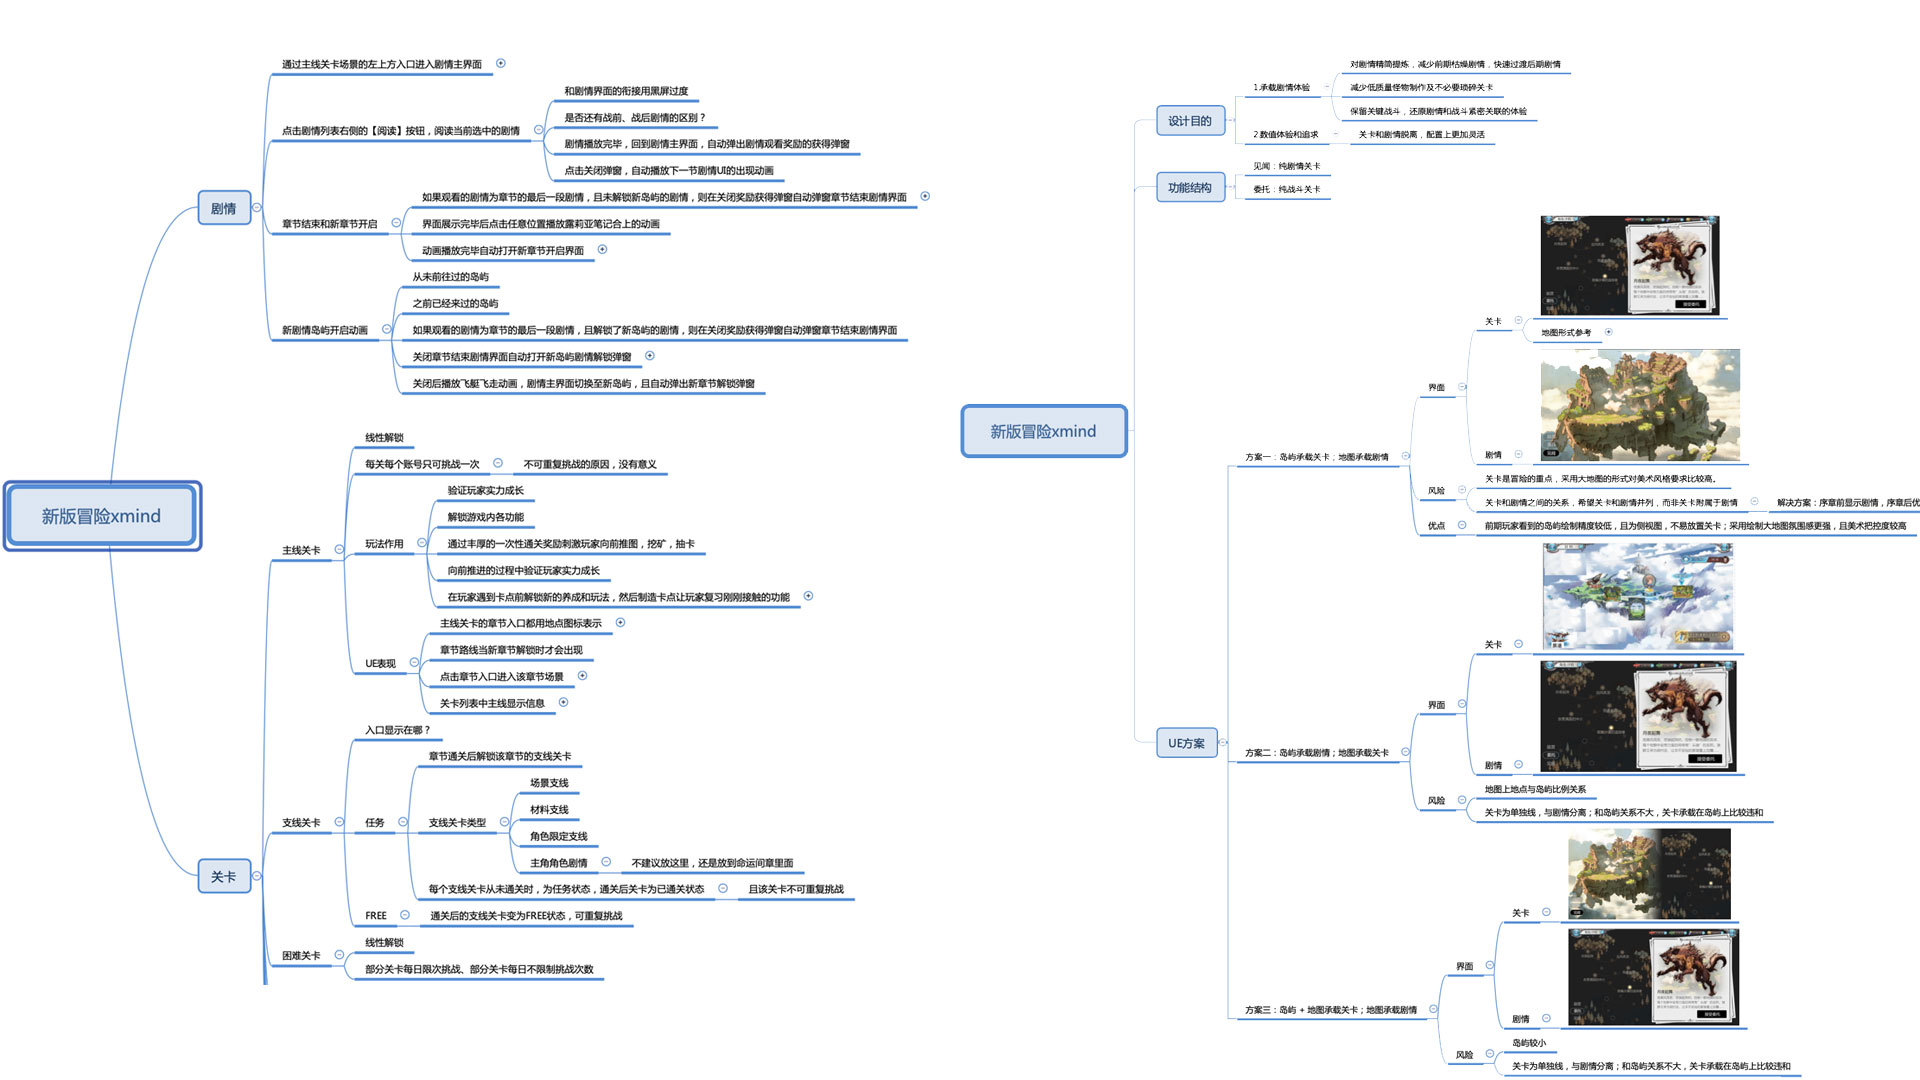 新版冒险xmind
剧情
通过主线关卡场景的左上方入口进入剧情主界面
点击剧情列表右侧的【阅读】按钮，阅读当前选中的剧情
和剧情界面的衔接用黑屏过度
是否还有战前、战后剧情的区别？
剧情播放完毕，回到剧情主界面，自动弹出剧情观看奖励的获得弹窗
点击关闭弹窗，自动播放下一节剧情UI的出现动画
章节结束和新章节开启
如果观看的剧情为章节的最后一段剧情，且未解锁新岛屿的剧情，则在关闭奖励获得弹窗自动弹窗章节结束剧情界面
界面展示完毕后点击任意位置播放露莉亚笔记合上的动画
动画播放完毕自动打开新章节开启界面
新剧情岛屿开启动画
从未前往过的岛屿
之前已经来过的岛屿
如果观看的剧情为章节的最后一段剧情，且解锁了新岛屿的剧情，则在关闭奖励获得弹窗自动弹窗章节结束剧情界面
关闭章节结束剧情界面自动打开新岛屿剧情解锁弹窗
关闭后播放飞艇飞走动画，剧情主界面切换至新岛屿，且自动弹出新章节解锁弹窗
关卡
主线关卡
线性解锁
每关每个账号只可挑战一次
不可重复挑战的原因，没有意义
玩法作用
验证玩家实力成长
解锁游戏内各功能
通过丰厚的一次性通关奖励刺激玩家向前推图，挖矿，抽卡
向前推进的过程中验证玩家实力成长
在玩家遇到卡点前解锁新的养成和玩法，然后制造卡点让玩家复习刚刚接触的功能
UE表现
主线关卡的章节入口都用地点图标表示
章节路线当新章节解锁时才会出现
点击章节入口进入该章节场景
关卡列表中主线显示信息
支线关卡
入口显示在哪？
任务
章节通关后解锁该章节的支线关卡
支线关卡类型
场景支线
材料支线
角色限定支线
主角角色剧情
不建议放这里，还是放到命运间章里面
每个支线关卡从未通关时，为任务状态，通关后关卡为已通关状态
且该关卡不可重复挑战
FREE
通关后的支线关卡变为FREE状态，可重复挑战
困难关卡
线性解锁
部分关卡每日限次挑战、部分关卡每日不限制挑战次数
新版冒险xmind
设计目的
1.承载剧情体验
对剧情精简提炼，减少前期枯燥剧情，快速过渡后期剧情
减少低质量怪物制作及不必要琐碎关卡
保留关键战斗，还原剧情和战斗紧密关联的体验
2.数值体验和追求
关卡和剧情脱离，配置上更加灵活
功能结构
见闻：纯剧情关卡
委托：纯战斗关卡
UE方案
方案一：岛屿承载关卡；地图承载剧情
界面
关卡
地图形式参考
剧情
风险
关卡是冒险的重点，采用大地图的形式对美术风格要求比较高。
关卡和剧情之间的关系，希望关卡和剧情并列，而非关卡附属于剧情
解决方案：序章前显示剧情，序章后优
优点
前期玩家看到的岛屿绘制精度较低，且为侧视图，不易放置关卡；采用绘制大地图氛围感更强，且美术把控度较高
方案二：岛屿承载剧情；地图承载关卡
界面
关卡
剧情
风险
地图上地点与岛屿比例关系
关卡为单独线，与剧情分离；和岛屿关系不大，关卡承载在岛屿上比较违和
方案三：岛屿 + 地图承载关卡；地图承载剧情
界面
关卡
剧情
风险
岛屿较小
关卡为单独线，与剧情分离；和岛屿关系不大，关卡承载在岛屿上比较违和